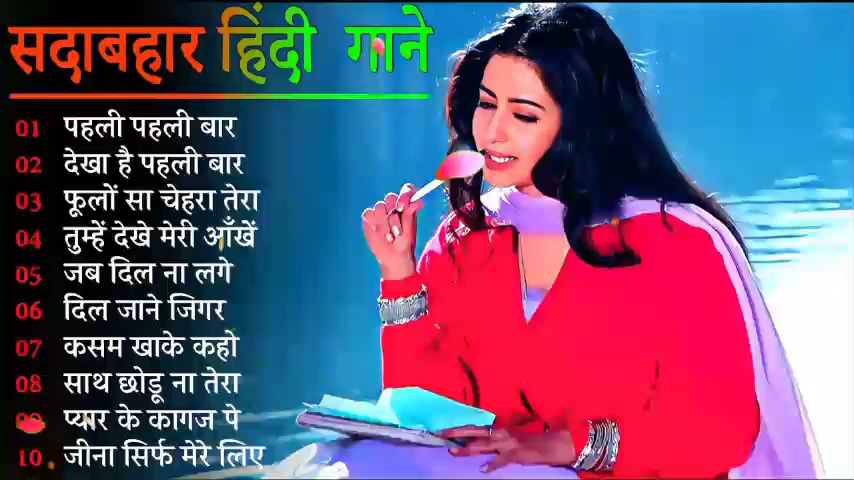 सदाबहार हिंदी गाने
01 पहली पहली बार
02 देखा है पहली बार
03 फूलों सा चेहरा तेरा
04 तुम्हें देखे मेरी आँखें
05 जब दिल ना लगे
06 दिल जाने जिगर
07 कसम खाके कहो
08 साथ छोडू ना तेरा
09 प्यार के कागज पे
10 जीना सिर्फ मेरे लिए